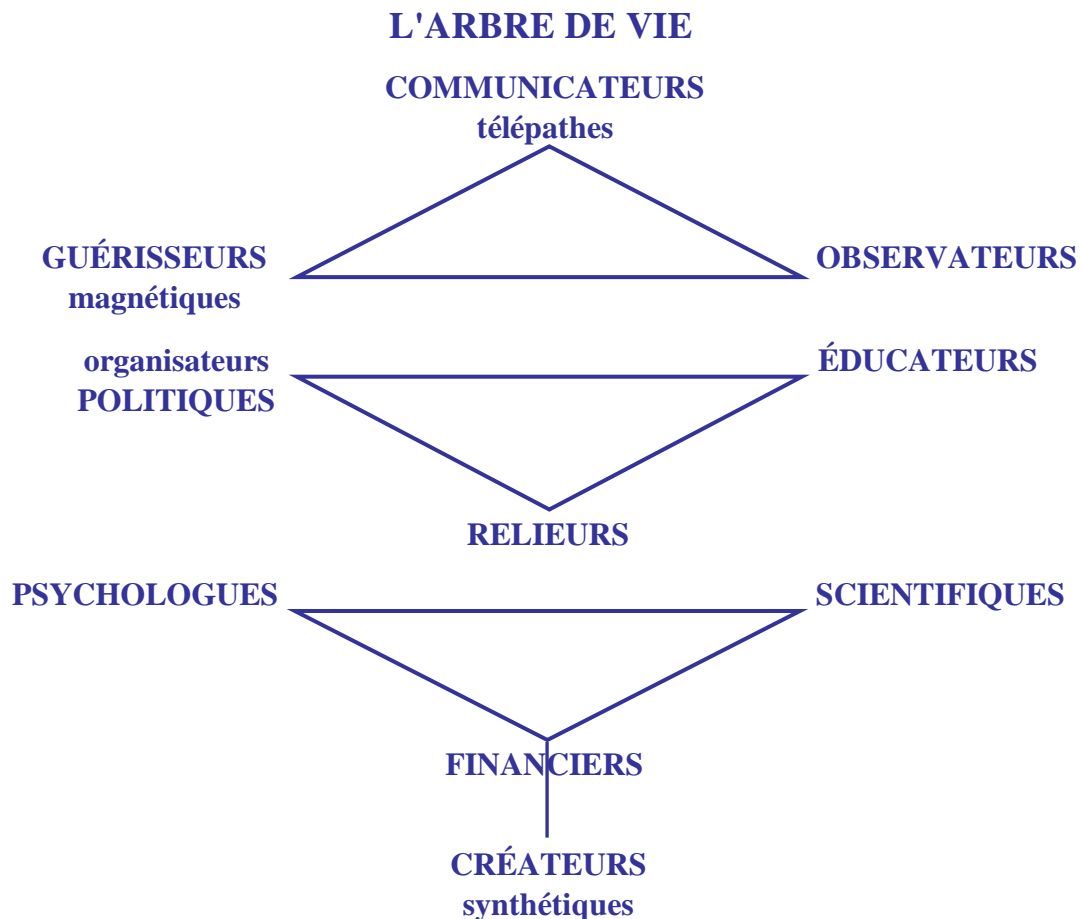 L'ARBRE DE VIE
COMMUNICATEURS
télépathes
GUÉRISSEURS
magnétiques
OBSERVATEURS
organisateurs
POLITIQUES
ÉDUCATEURS
RELIEURS
PSYCHOLOGUES
SCIENTIFIQUES
FINANCIERS
CRÉATEURS
synthétiques